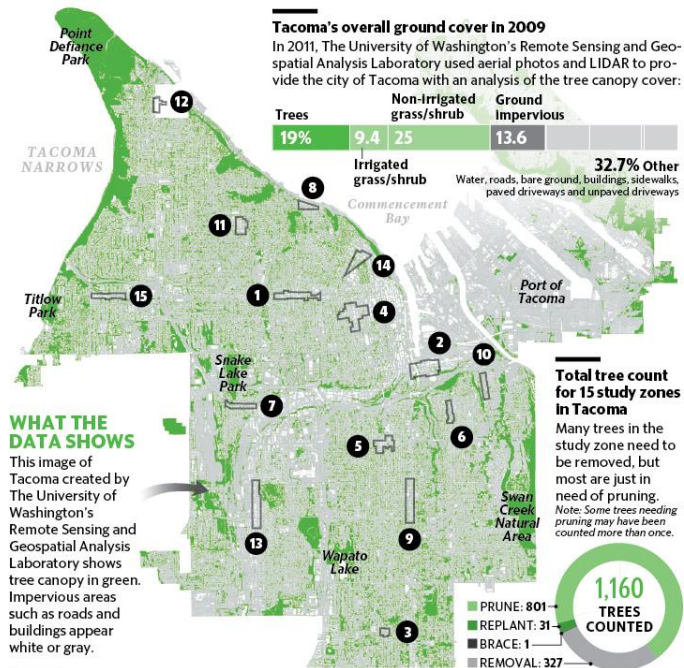 Tacoma's overall ground cover in 2009
In 2011, The University of Washington's Remote Sensing and Geo-
spatial Analysis Laboratory used aerial photos and LIDAR to pro-
vide the city of Tacoma with an analysis of the tree canopy cover:
Trees
Non-irrigated
grass/shrub
Ground
impervious
19%
9.4
25
13.6
Irrigated
grass/shrub
32.7% Other
Water, roads, bare ground, buildings, sidewalks,
paved driveways and unpaved driveways
Point
Defiance
Park
12
TACOMA
NARROWS
8
Commencement
Bay
11
14
Titlow
Park
15
1
4
Port of
Tacoma
2
10
Snake
Lake
Park
7
5
6
Swan
Creek
Natural
Area
13
9
Wapato
Lake
3
WHAT THE
DATA SHOWS
This image of
Tacoma created by
The University of
Washington's
Remote Sensing and
Geospatial Analysis
Laboratory shows
tree canopy in green.
Impervious areas
such as roads and
buildings appear
white or gray.
Total tree count
for 15 study zones
in Tacoma
Many trees in the
study zone need to
be removed, but
most are just in
need of pruning.
Note: Some trees needing
pruning may have been
counted more than once.
1,160
TREES
COUNTED
PRUNE: 801
REPLANT: 31
BRACE: 1
REMOVAL: 327